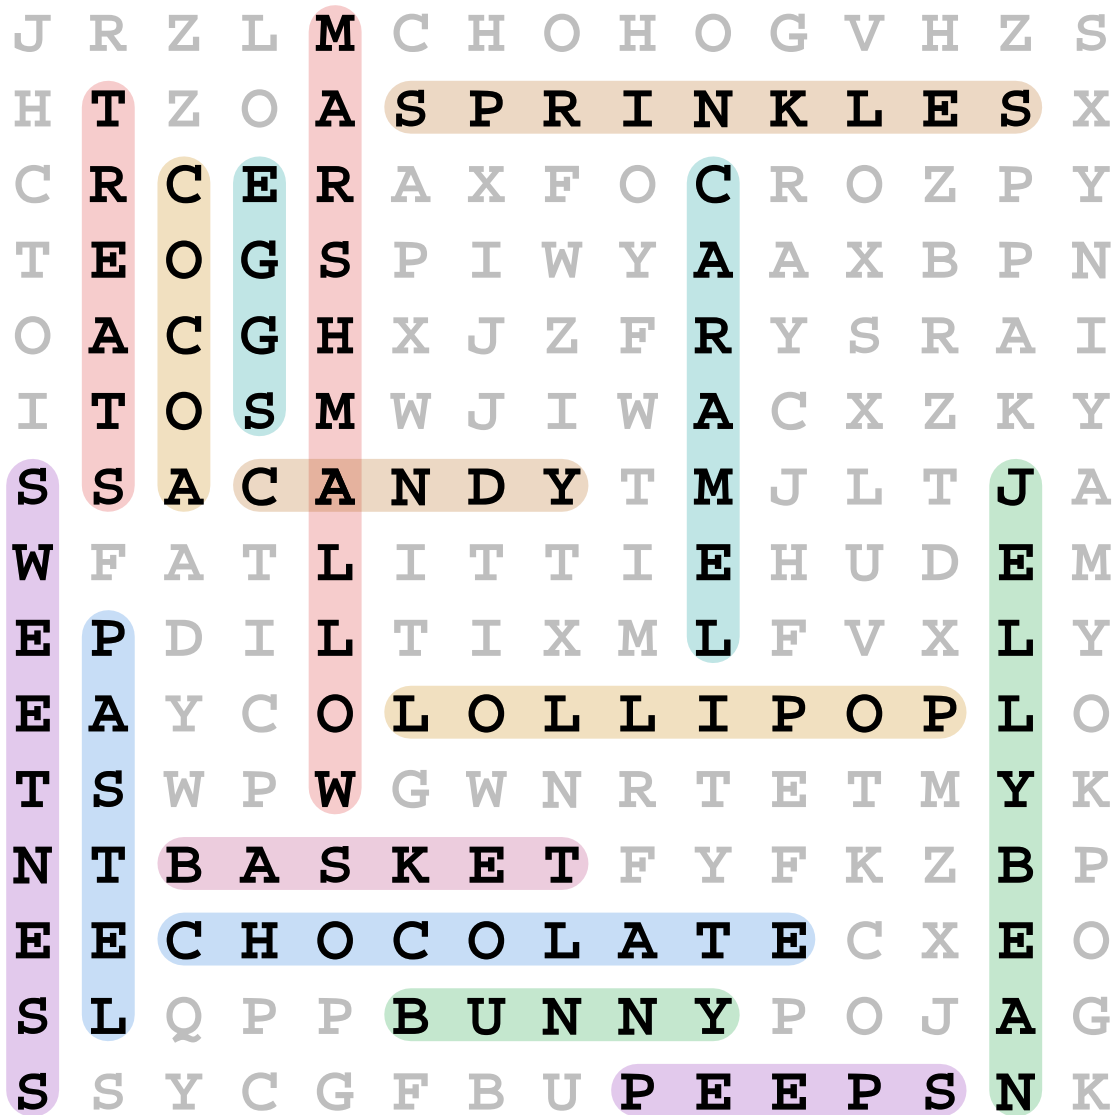 J R Z L M C H O H O G V H Z S
H T Z O A S P R I N K L E S X
C R C E R A X F O C R O Z P Y
T E O G S P I W Y A A X B P N
O A C G H X J Z F R Y S R A I
I T O S M W J I W A C X Z K Y
S S A C A N D Y T M J L T J A
W F A T L I T T I E H U D E M
E P D I L T I X M L F V X L Y
E A Y C O L O L L I P O P L O
T S W P W G W N R T E T M Y K
N T B A S K E T F Y F K Z B P
E E C H O C O L A T E C X E O
S L Q P P B U N N Y P O J A G
S S Y C G F B U P E E P S N K